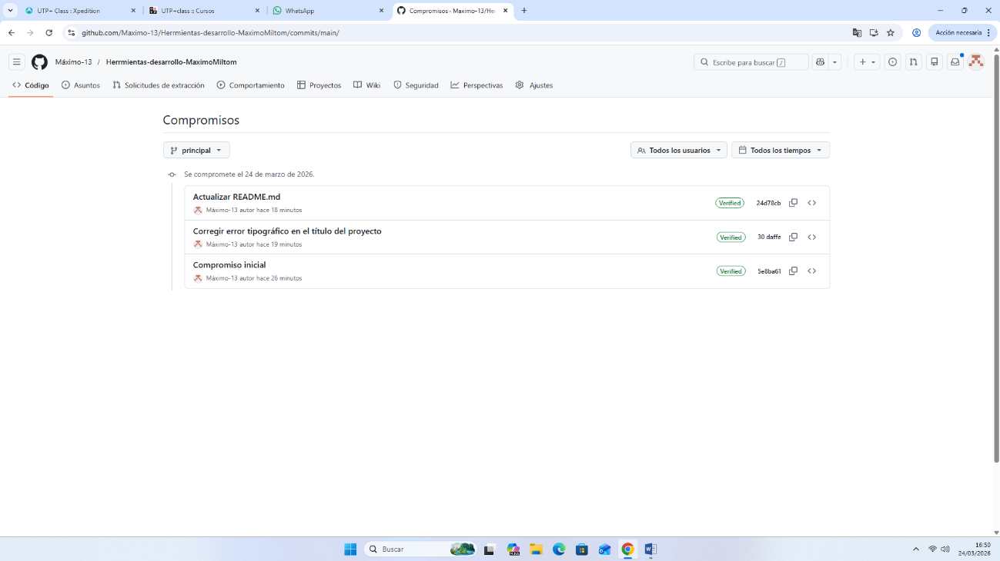 UTP+ Class : Xpedition
UTP+class :: Cursos
WhatsApp
Compromisos · Maximo-13/Her
github.com/Maximo-13/Herrmientas-desarrollo-MaximoMiltom/commits/main/
Acción necesaria
Máximo-13 / Herrmientas-desarrollo-MaximoMiltom
Escribe para buscar /
Código Asuntos Solicitudes de extracción Comportamiento Proyectos Wiki Seguridad Perspectivas Ajustes
Compromisos
principal
Todos los usuarios
Todos los tiempos
Se compromete el 24 de marzo de 2026.
Actualizar README.md
Máximo-13 autor hace 18 minutos
Verified 24d78cb
Corregir error tipográfico en el título del proyecto
Máximo-13 autor hace 19 minutos
Verified 30 daffe
Compromiso inicial
Máximo-13 autor hace 26 minutos
Verified 5e8ba61
Buscar
16:50
24/03/2026